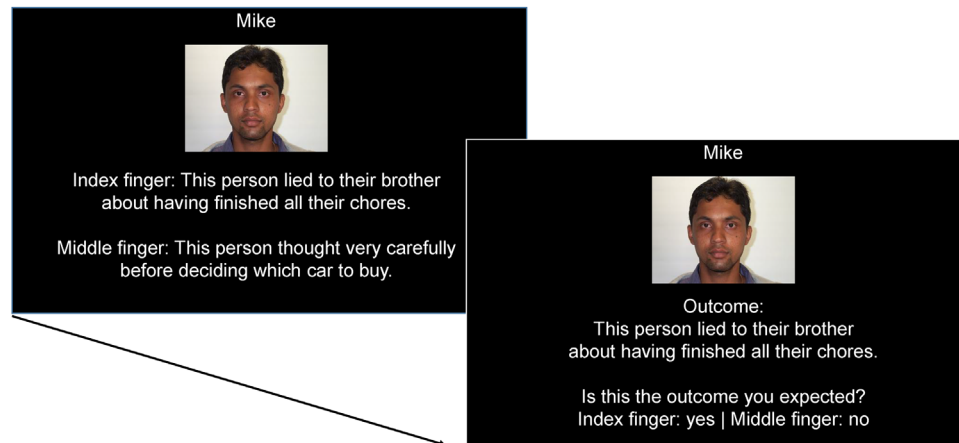 Mike
Index finger: This person lied to their brother
about having finished all their chores.
Middle finger: This person thought very carefully
before deciding which car to buy.
Mike
Outcome:
This person lied to their brother
about having finished all their chores.
Is this the outcome you expected?
Index finger: yes | Middle finger: no